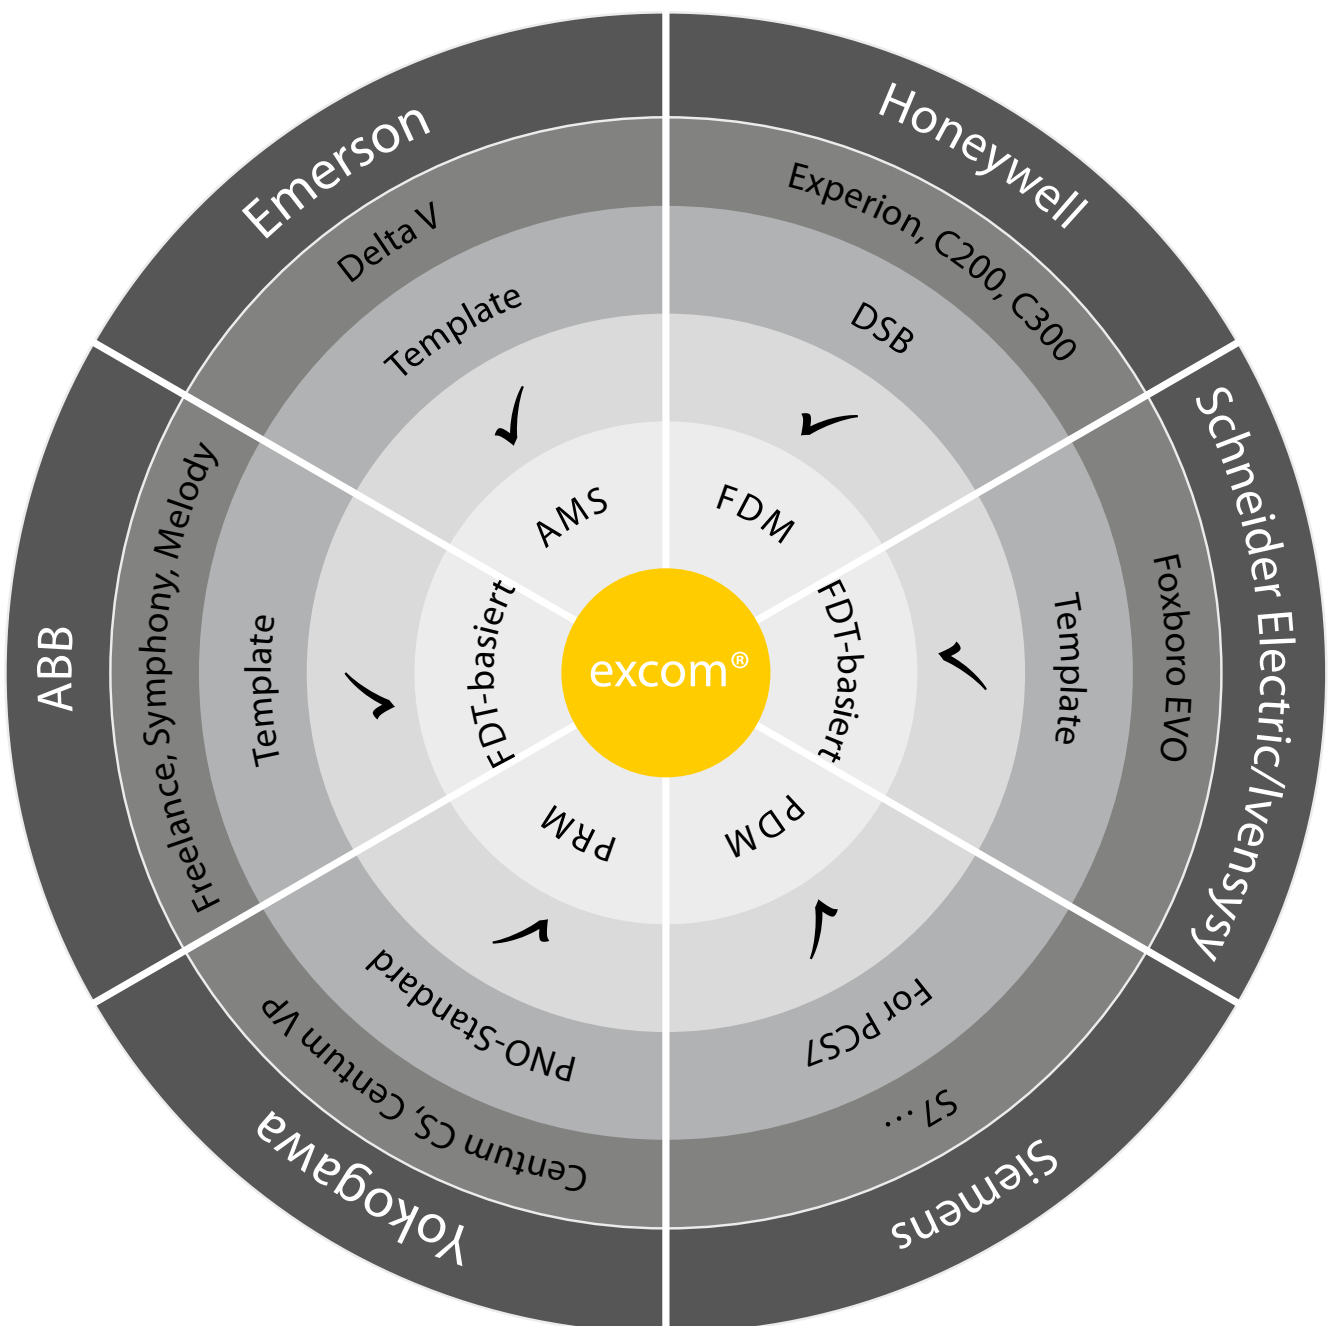 Emerson
Delta V
Template
AMS
Honeywell
Experion, C200, C300
DSB
FDM
Schneider Electric/Ivensysy
Foxboro EVO
Template
FDT-basiert
Siemens
S7 ...
For PCS7
PDM
Yokogawa
Centum CS, Centum VP
PNO-Standard
PRM
ABB
Freelance, Symphony, Melody
Template
FDT-basiert
excom®